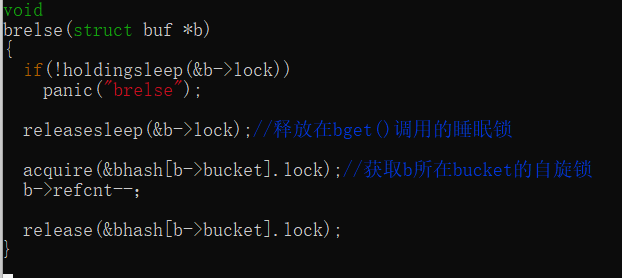 void
brelse(struct buf *b)
{
if(!holdingsleep(&b->lock))
panic("brelse");
releasesleep(&b->lock);//释放在bget()调用的睡眠锁
acquire(&bhash[b->bucket].lock);//获取b所在bucket的自旋锁
b->refcnt--;
release(&bhash[b->bucket].lock);
}